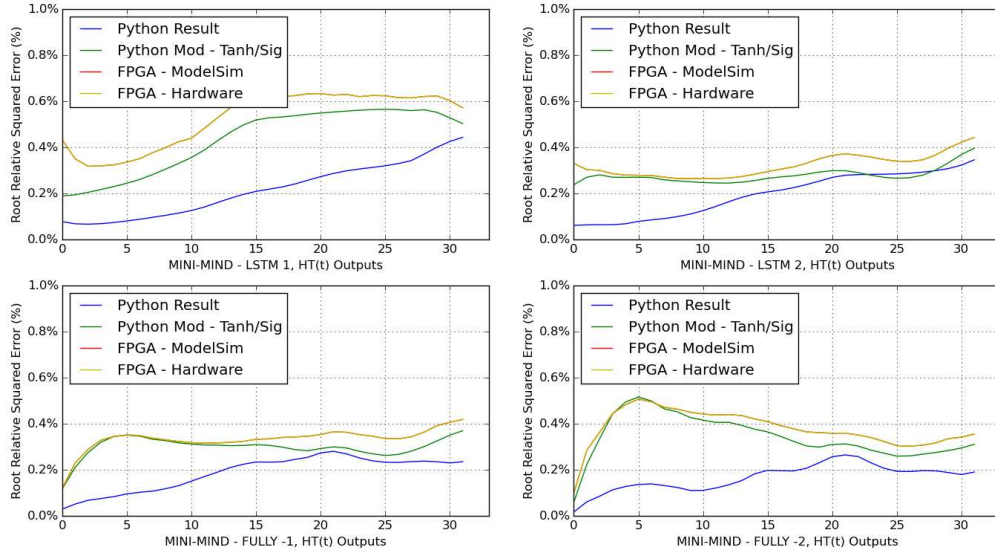 1.0%
0.8%
0.6%
0.4%
0.2%
0.0%
Root Relative Squared Error (%)
Python Result
Python Mod - Tanh/Sig
FPGA - ModelSim
FPGA - Hardware
0 5 10 15 20 25 30
MINI-MIND - LSTM 1, HT(t) Outputs
1.0%
0.8%
0.6%
0.4%
0.2%
0.0%
Root Relative Squared Error (%)
Python Result
Python Mod - Tanh/Sig
FPGA - ModelSim
FPGA - Hardware
0 5 10 15 20 25 30
MINI-MIND - LSTM 2, HT(t) Outputs
1.0%
0.8%
0.6%
0.4%
0.2%
0.0%
Root Relative Squared Error (%)
Python Result
Python Mod - Tanh/Sig
FPGA - ModelSim
FPGA - Hardware
0 5 10 15 20 25 30
MINI-MIND - FULLY -1, HT(t) Outputs
1.0%
0.8%
0.6%
0.4%
0.2%
0.0%
Root Relative Squared Error (%)
Python Result
Python Mod - Tanh/Sig
FPGA - ModelSim
FPGA - Hardware
0 5 10 15 20 25 30
MINI-MIND - FULLY -2, HT(t) Outputs